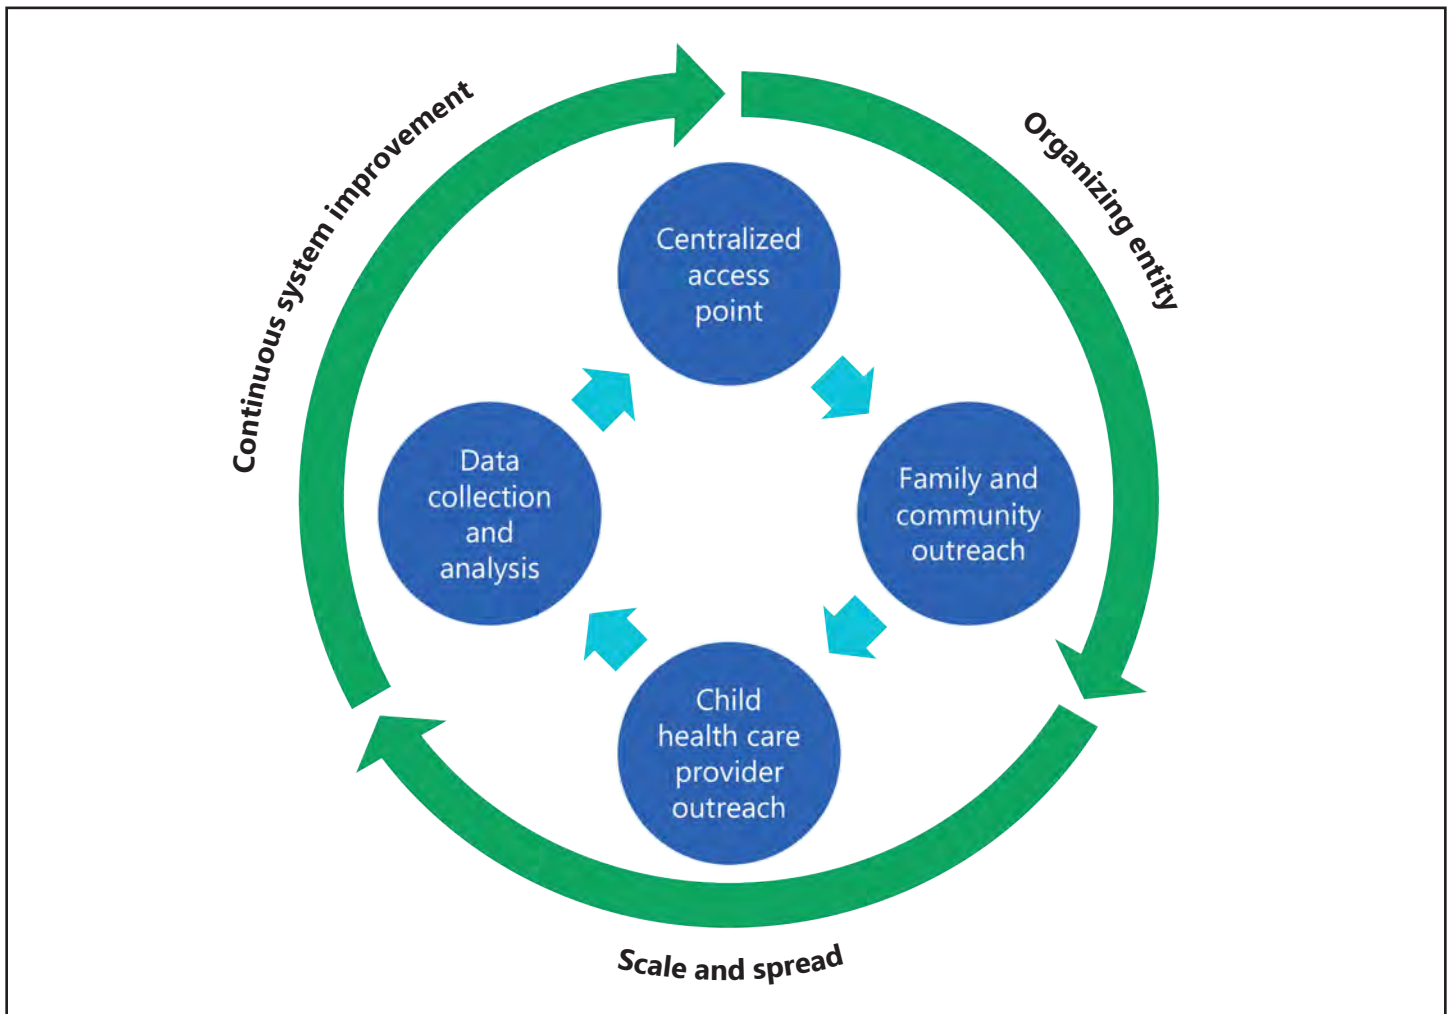 Continuous system improvement
Organizing entity
Centralized
access
point
Data
collection
and
analysis
Family and
community
outreach
Child
health care
provider
outreach
Scale and spread